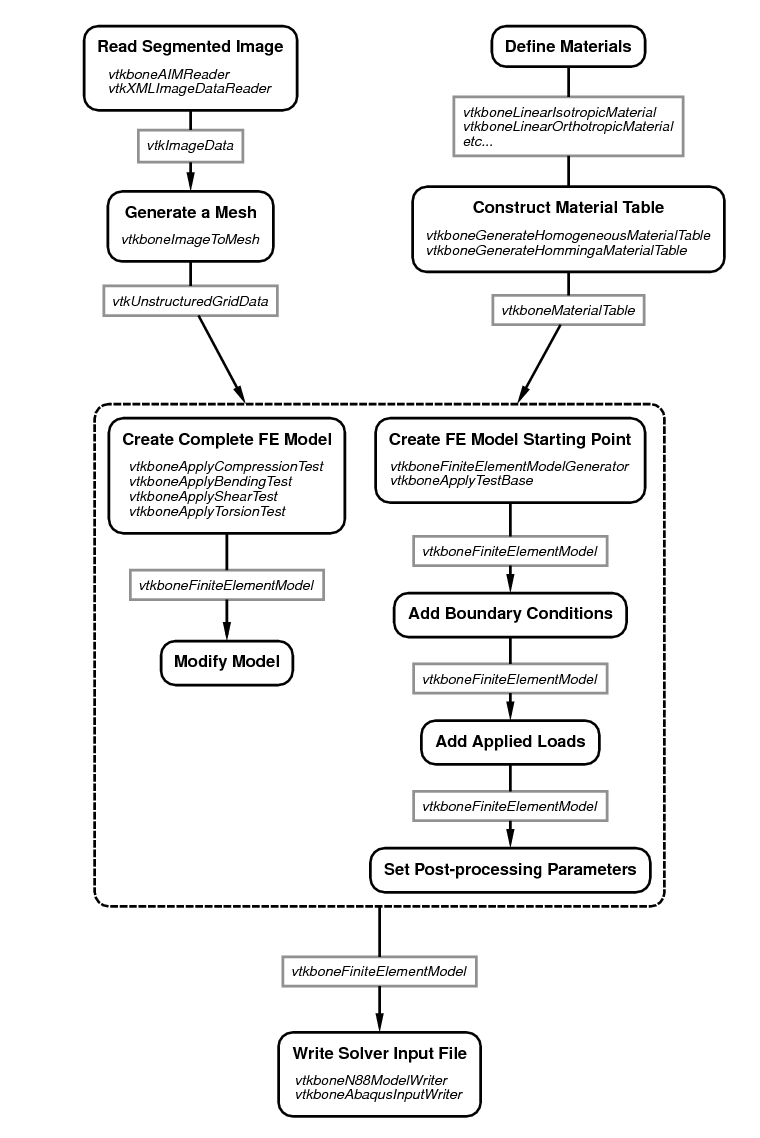 Read Segmented Image
vtkboneAIMReader
vtkXMLImageDataReader
vtkImageData
Generate a Mesh
vtkboneImageToMesh
vtkUnstructuredGridData
Define Materials
vtkboneLinearIsotropicMaterial
vtkboneLinearOrthotropicMaterial
etc...
Construct Material Table
vtkboneGenerateHomogeneousMaterialTable
vtkboneGenerateHommingaMaterialTable
vtkboneMaterialTable
Create Complete FE Model
vtkboneApplyCompressionTest
vtkboneApplyBendingTest
vtkboneApplyShearTest
vtkboneApplyTorsionTest
vtkboneFiniteElementModel
Modify Model
Create FE Model Starting Point
vtkboneFiniteElementModelGenerator
vtkboneApplyTestBase
vtkboneFiniteElementModel
Add Boundary Conditions
vtkboneFiniteElementModel
Add Applied Loads
vtkboneFiniteElementModel
Set Post-processing Parameters
vtkboneFiniteElementModel
Write Solver Input File
vtkboneN88ModelWriter
vtkboneAbaqusInputWriter